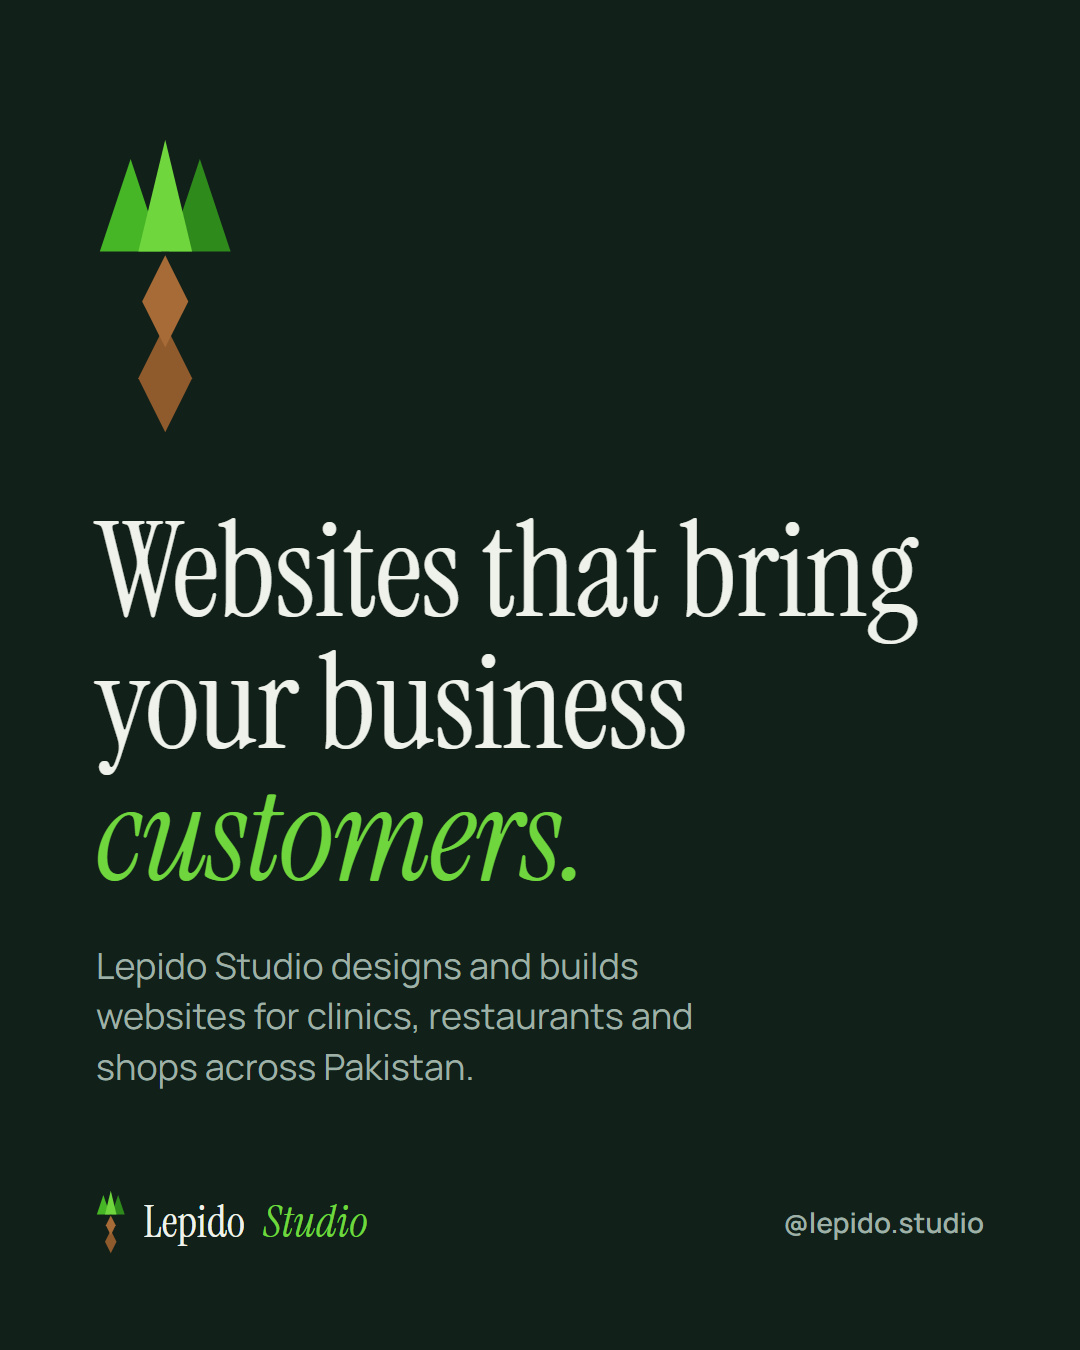 Websites that bring
your business
customers.
Lepido Studio designs and builds
websites for clinics, restaurants and
shops across Pakistan.
Lepido Studio
@lepido.studio